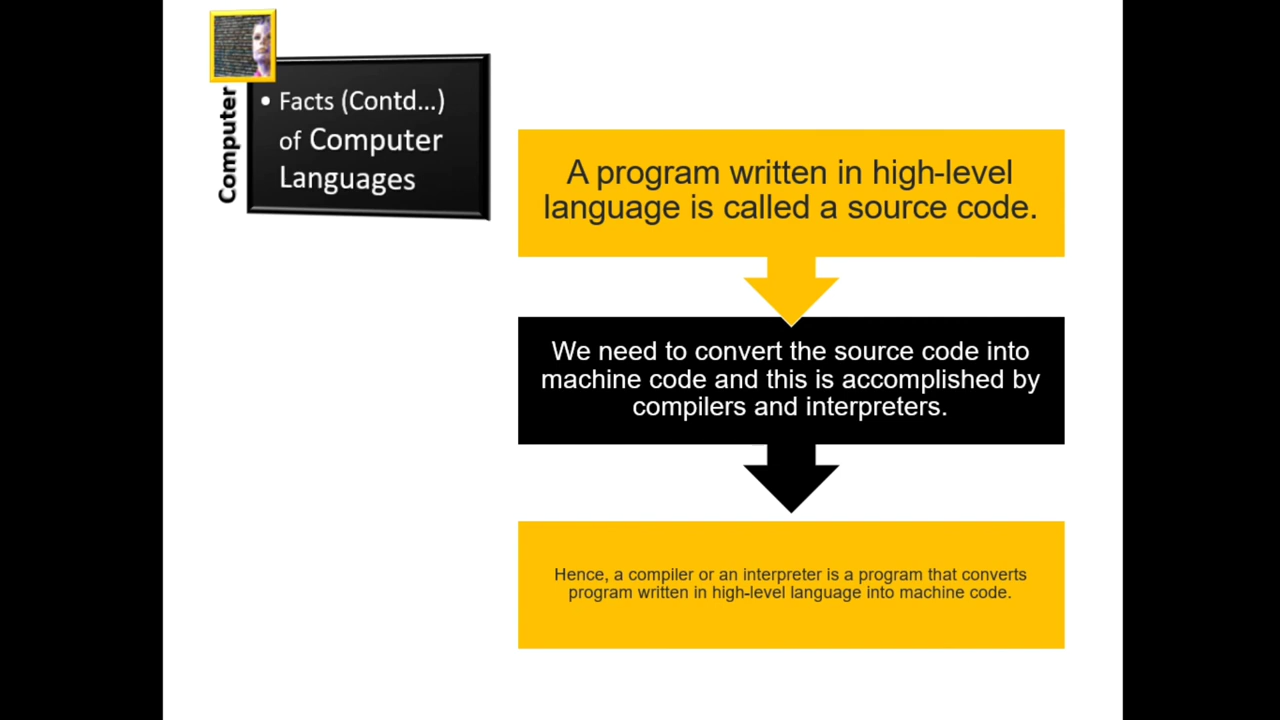 Computer
• Facts (Contd...)
of Computer
Languages
A program written in high-level
language is called a source code.
We need to convert the source code into
machine code and this is accomplished by
compilers and interpreters.
Hence, a compiler or an interpreter is a program that converts
program written in high-level language into machine code.